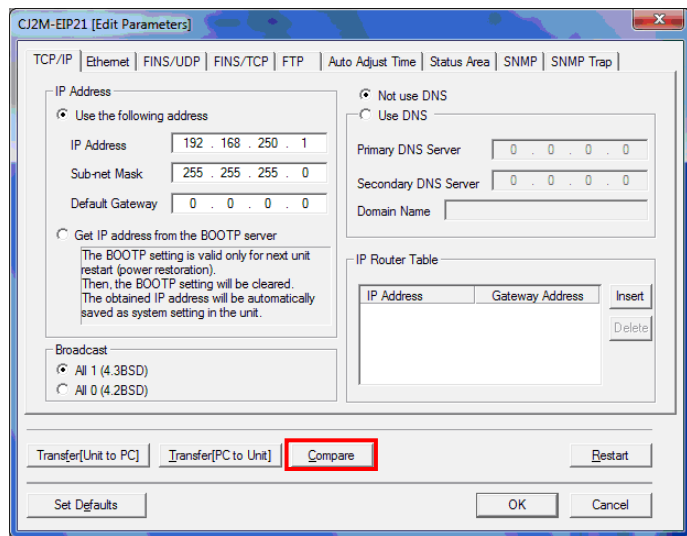 CJ2M-EIP21 [Edit Parameters]
TCP/IP Ethernet FINS/UDP FINS/TCP FTP Auto Adjust Time Status Area SNMP SNMP Trap
IP Address
Use the following address
IP Address 192 . 168 . 250 . 1
Sub-net Mask 255 . 255 . 255 . 0
Default Gateway 0 . 0 . 0 . 0
Get IP address from the BOOTP server
The BOOTP setting is valid only for next unit
restart (power restoration).
Then, the BOOTP setting will be cleared.
The obtained IP address will be automatically
saved as system setting in the unit.
Broadcast
All 1 (4.3BSD)
All 0 (4.2BSD)
Not use DNS
Use DNS
Primary DNS Server 0 . 0 . 0 . 0
Secondary DNS Server 0 . 0 . 0 . 0
Domain Name
IP Router Table
IP Address Gateway Address Insert
Delete
Transfer[Unit to PC] Transfer[PC to Unit] Compare Restart
Set Defaults OK Cancel